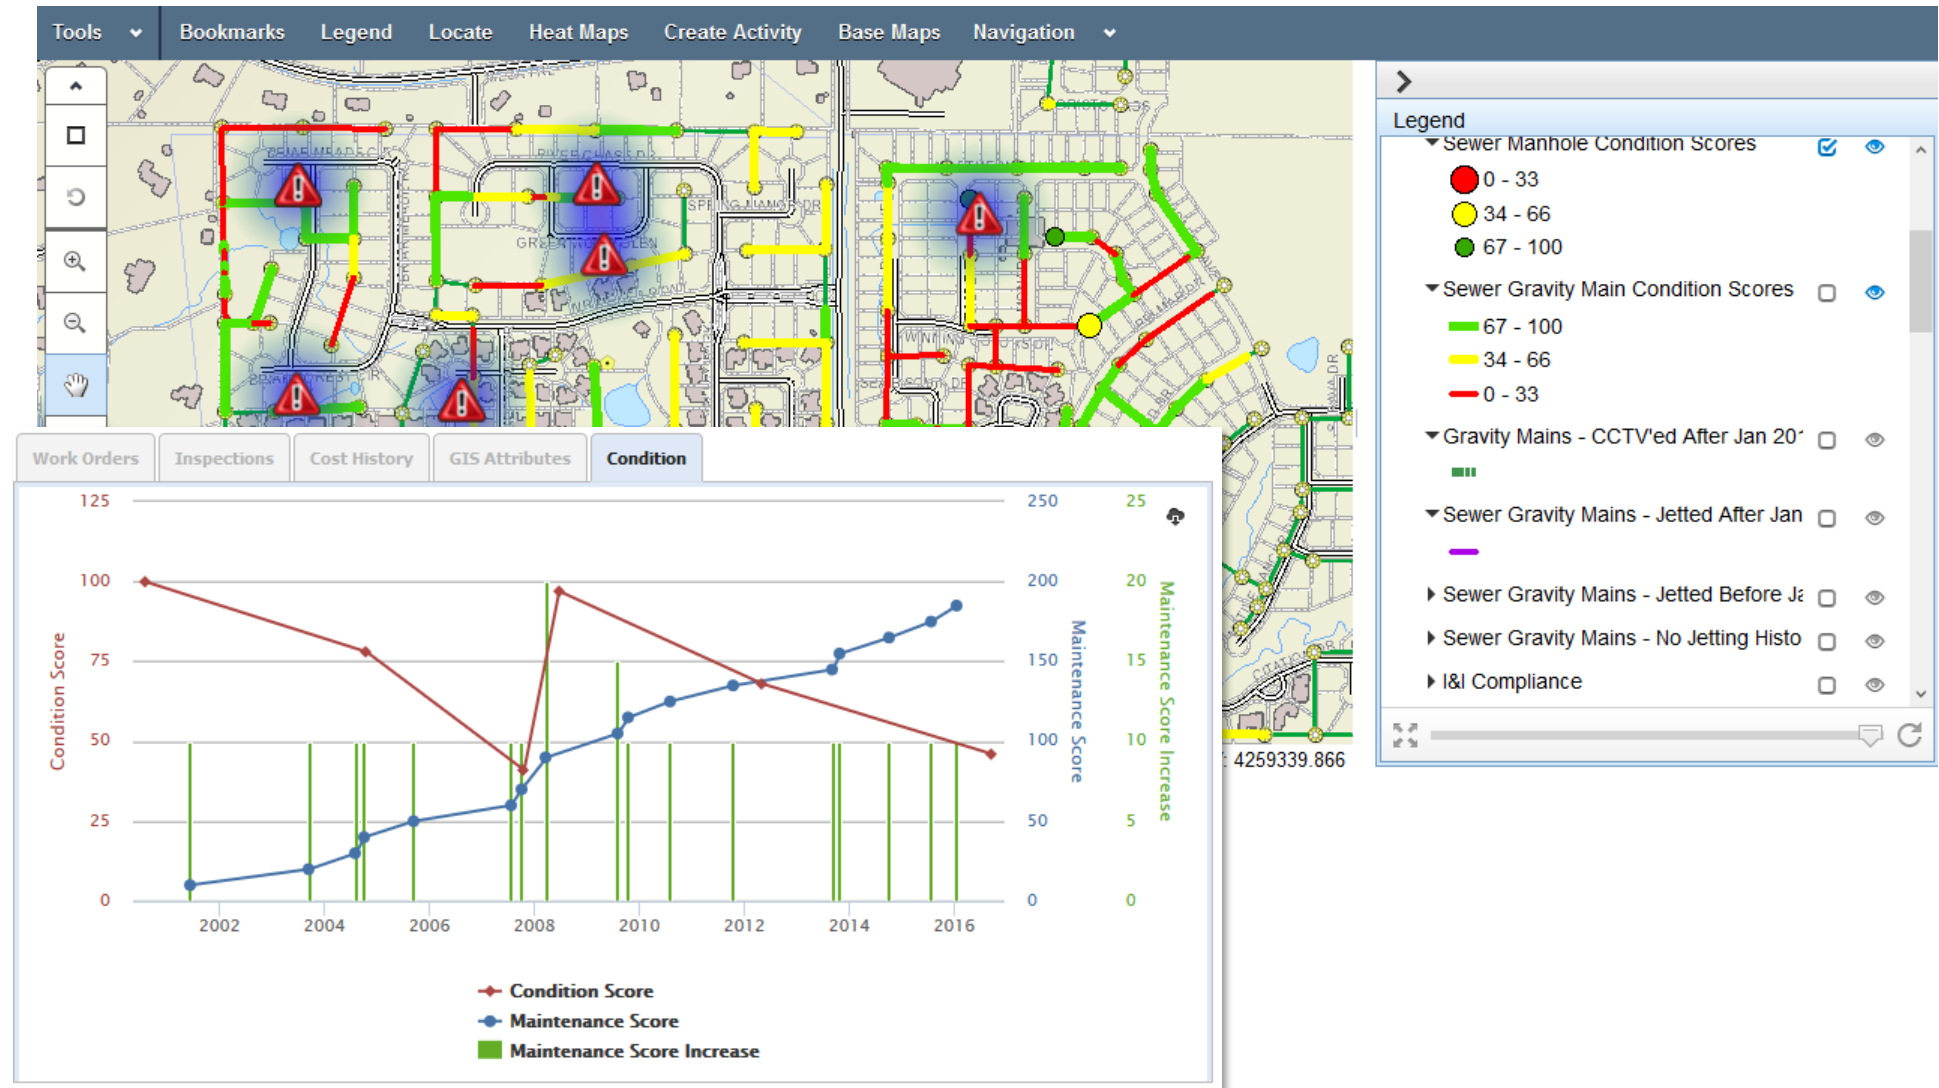 Tools Bookmarks Legend Locate Heat Maps Create Activity Base Maps Navigation
SPRING MANOR DR
Legend
Sewer Manhole Condition Scores
0 - 33
34 - 66
67 - 100
Sewer Gravity Main Condition Scores
67 - 100
34 - 66
0 - 33
Gravity Mains - CCTV'ed After Jan 201
Sewer Gravity Mains - Jetted After Jan
Sewer Gravity Mains - Jetted Before Ja
Sewer Gravity Mains - No Jetting Histo
I&I Compliance
: 4259339.866
Work Orders Inspections Cost History GIS Attributes Condition
125 250 25
100 200 20
75 150 15
50 100 10
25 50 5
0 0 0
Condition Score
Maintenance Score
Maintenance Score Increase
2002 2004 2006 2008 2010 2012 2014 2016
Condition Score
Maintenance Score
Maintenance Score Increase